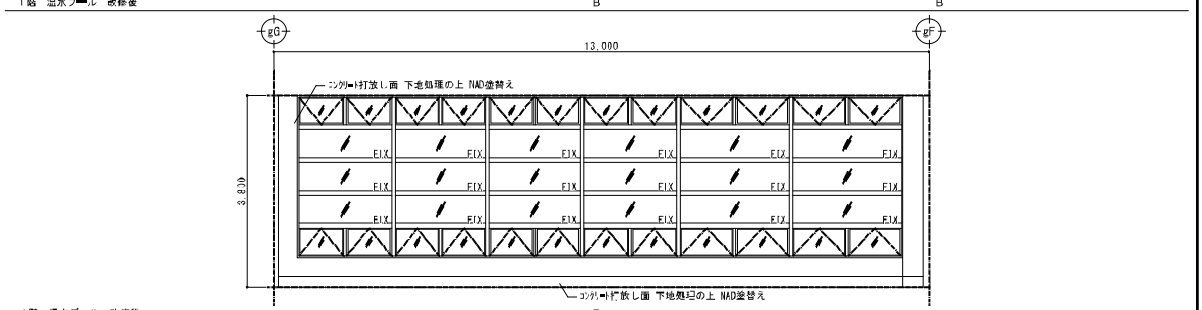 1階 温水プール 改修後 B B
gG gF
13,000
コンクリート打放し面 下地処理の上 NAD塗替え
3,800
FIX FIX FIX FIX FIX FIX
FIX FIX FIX FIX FIX FIX
FIX FIX FIX FIX FIX FIX
コンクリート打放し面 下地処理の上 NAD塗替え